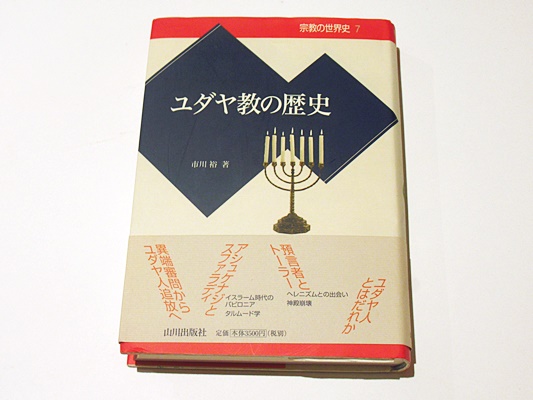 宗教の世界史 7
ユダヤ教の歴史
市川 裕 著
ユダヤ人
とはだれか
ヘレニズムとの出会い
神殿崩壊
預言者と
トーラー
イスラーム時代の
バビロニア
タルムード学
アシュケナジと
スファラディ
異端審問から
ユダヤ人追放へ
山川出版社
定価 本体3500円 (税別)